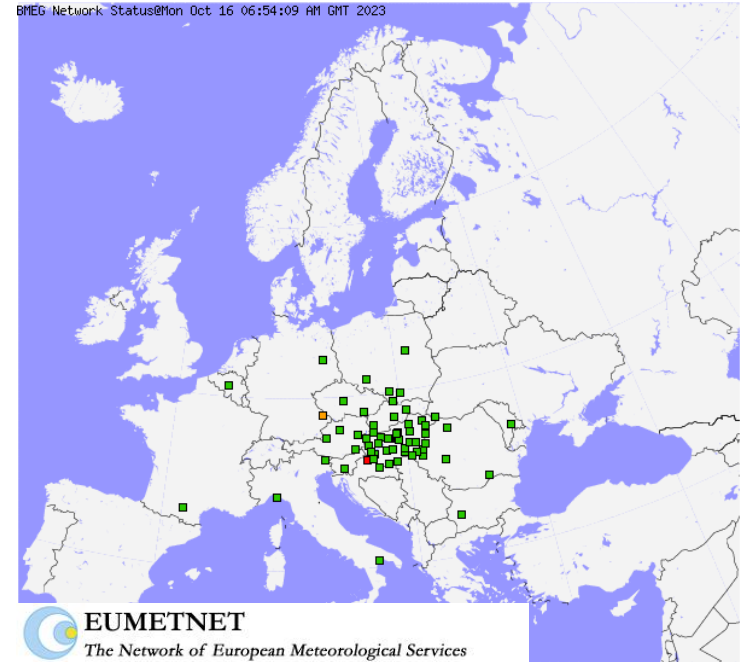 BMEG Network Status@Mon Oct 16 06:54:09 AM GMT 2023
EUMETNET
The Network of European Meteorological Services